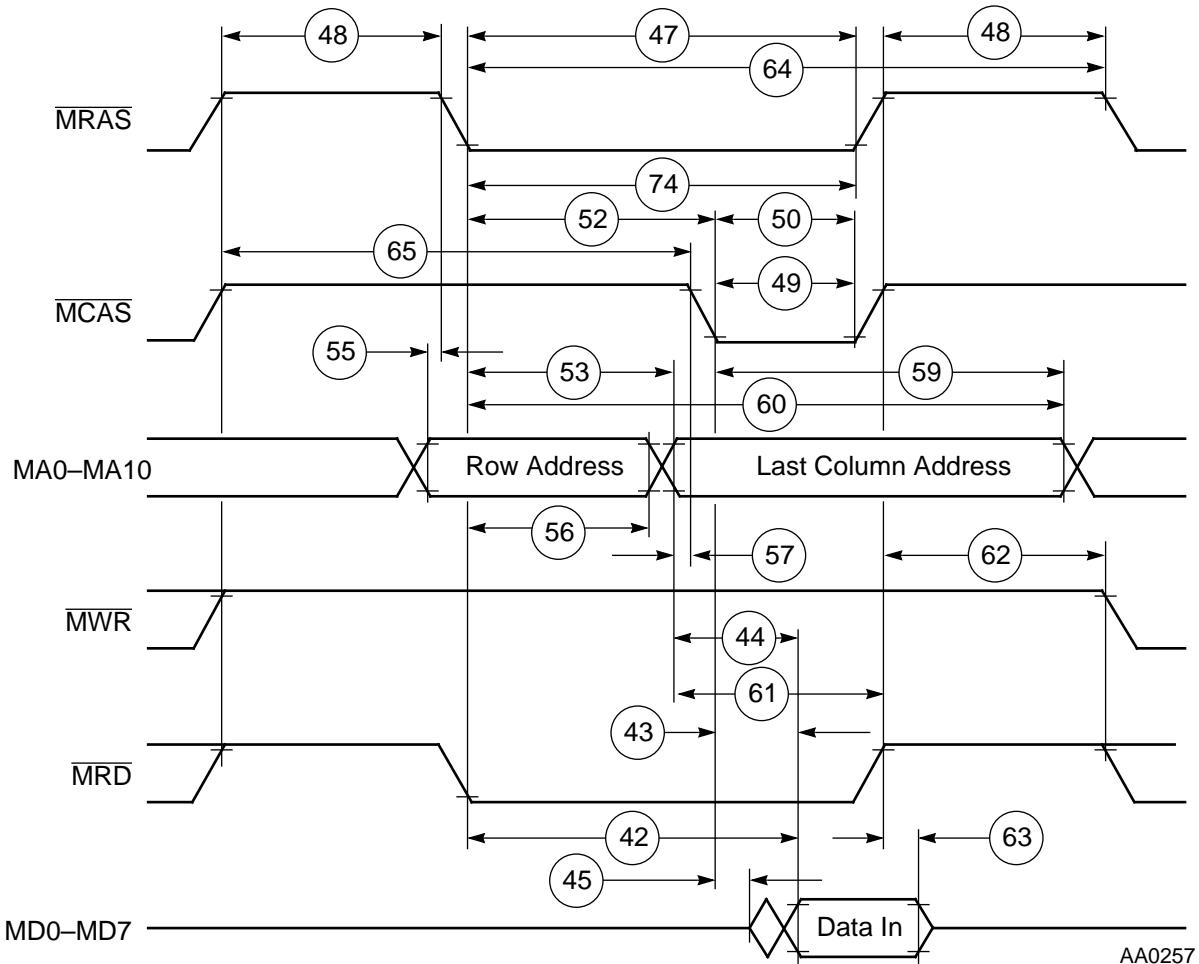 48
47
48
64
MRAS
74
52
50
65
49
MCAS
55
53
59
60
MA0–MA10
Row Address
Last Column Address
56
57
62
MWR
44
61
43
MRD
42
63
45
MD0–MD7
Data In
AA0257